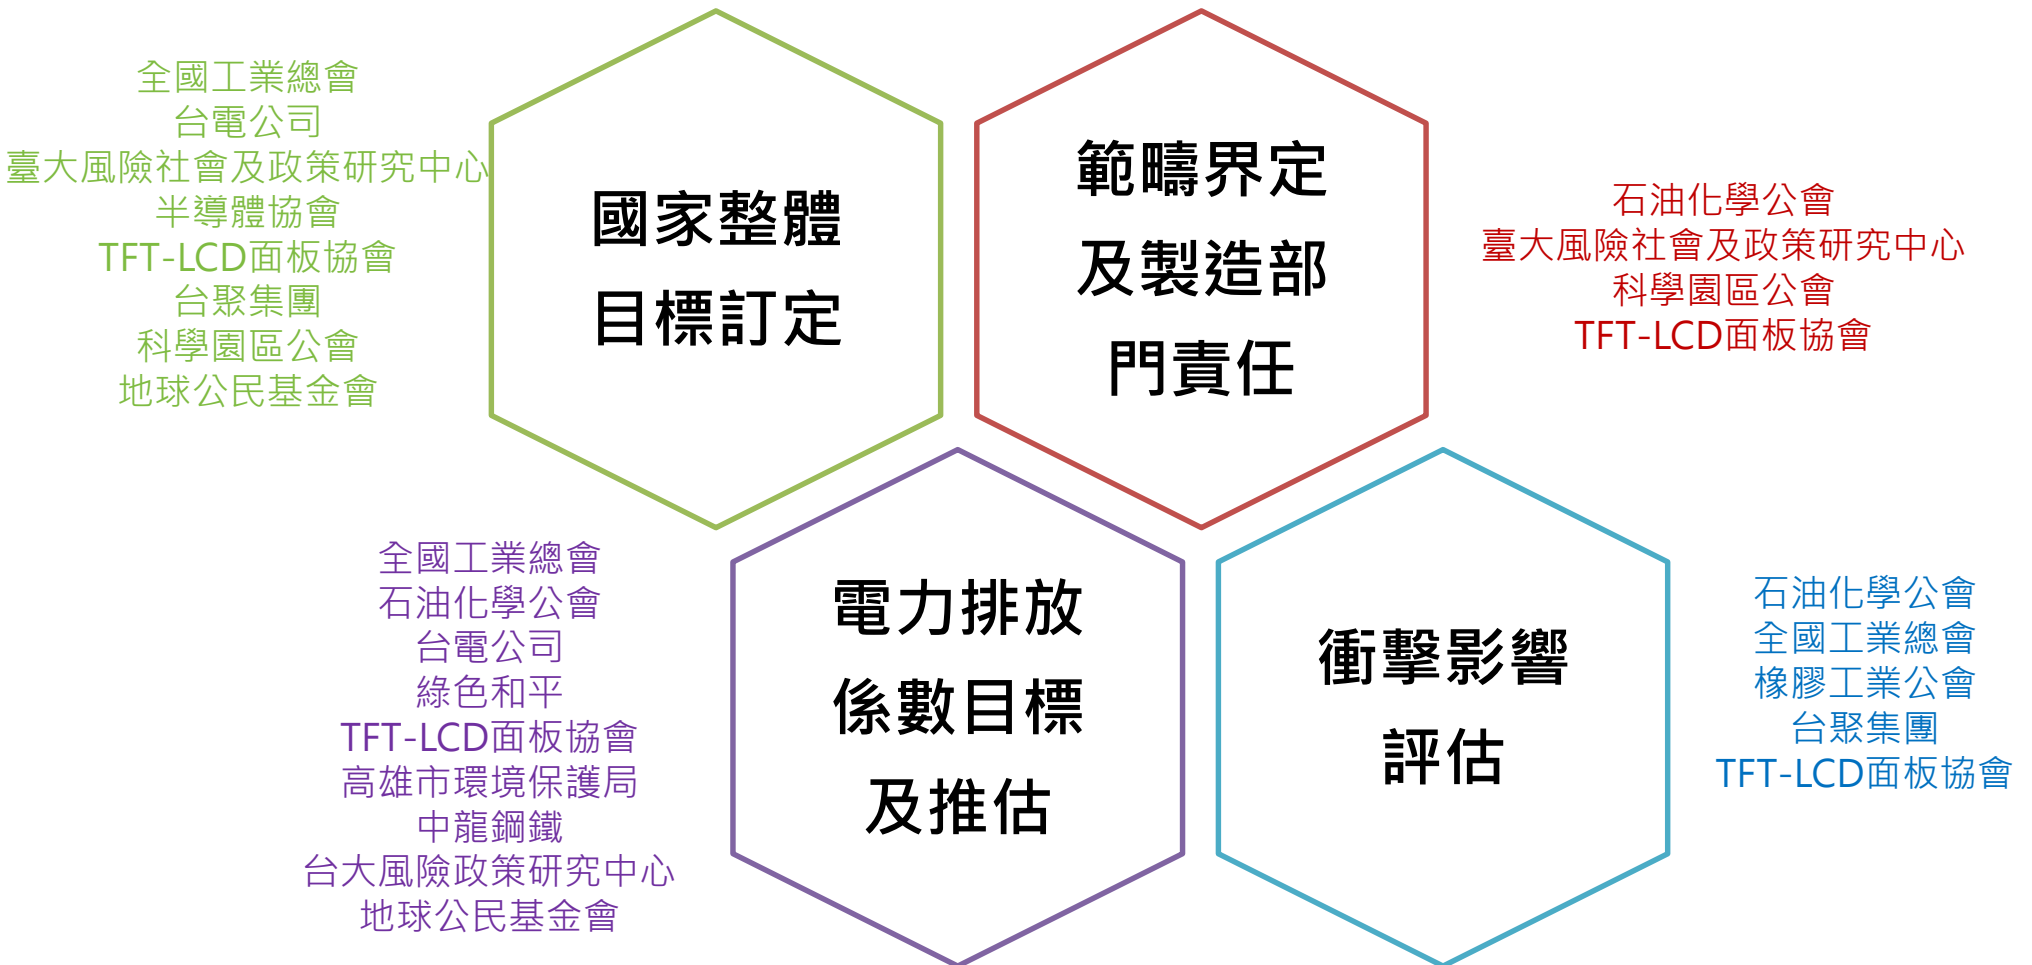 全國工業總會
台電公司
臺大風險社會及政策研究中心
半導體協會
TFT-LCD面板協會
台聚集團
科學園區公會
地球公民基金會
國家整體
目標訂定
範疇界定
及製造部
門責任
石油化學公會
臺大風險社會及政策研究中心
科學園區公會
TFT-LCD面板協會
全國工業總會
石油化學公會
台電公司
綠色和平
TFT-LCD面板協會
高雄市環境保護局
中龍鋼鐵
台大風險政策研究中心
地球公民基金會
電力排放
係數目標
及推估
衝擊影響
評估
石油化學公會
全國工業總會
橡膠工業公會
台聚集團
TFT-LCD面板協會